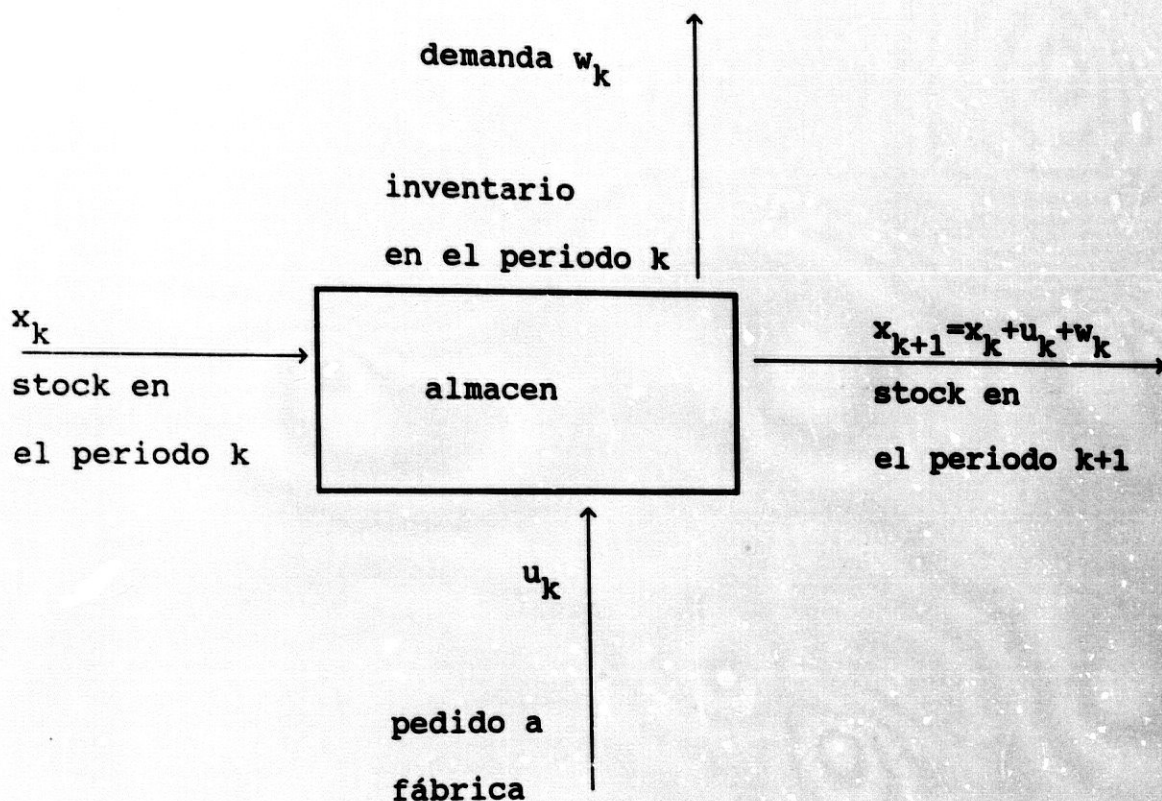 demanda w_k
inventario
en el periodo k
x_k
stock en
el periodo k
almacen
x_{k+1}=x_k+u_k+w_k
stock en
el periodo k+1
u_k
pedido a
fábrica